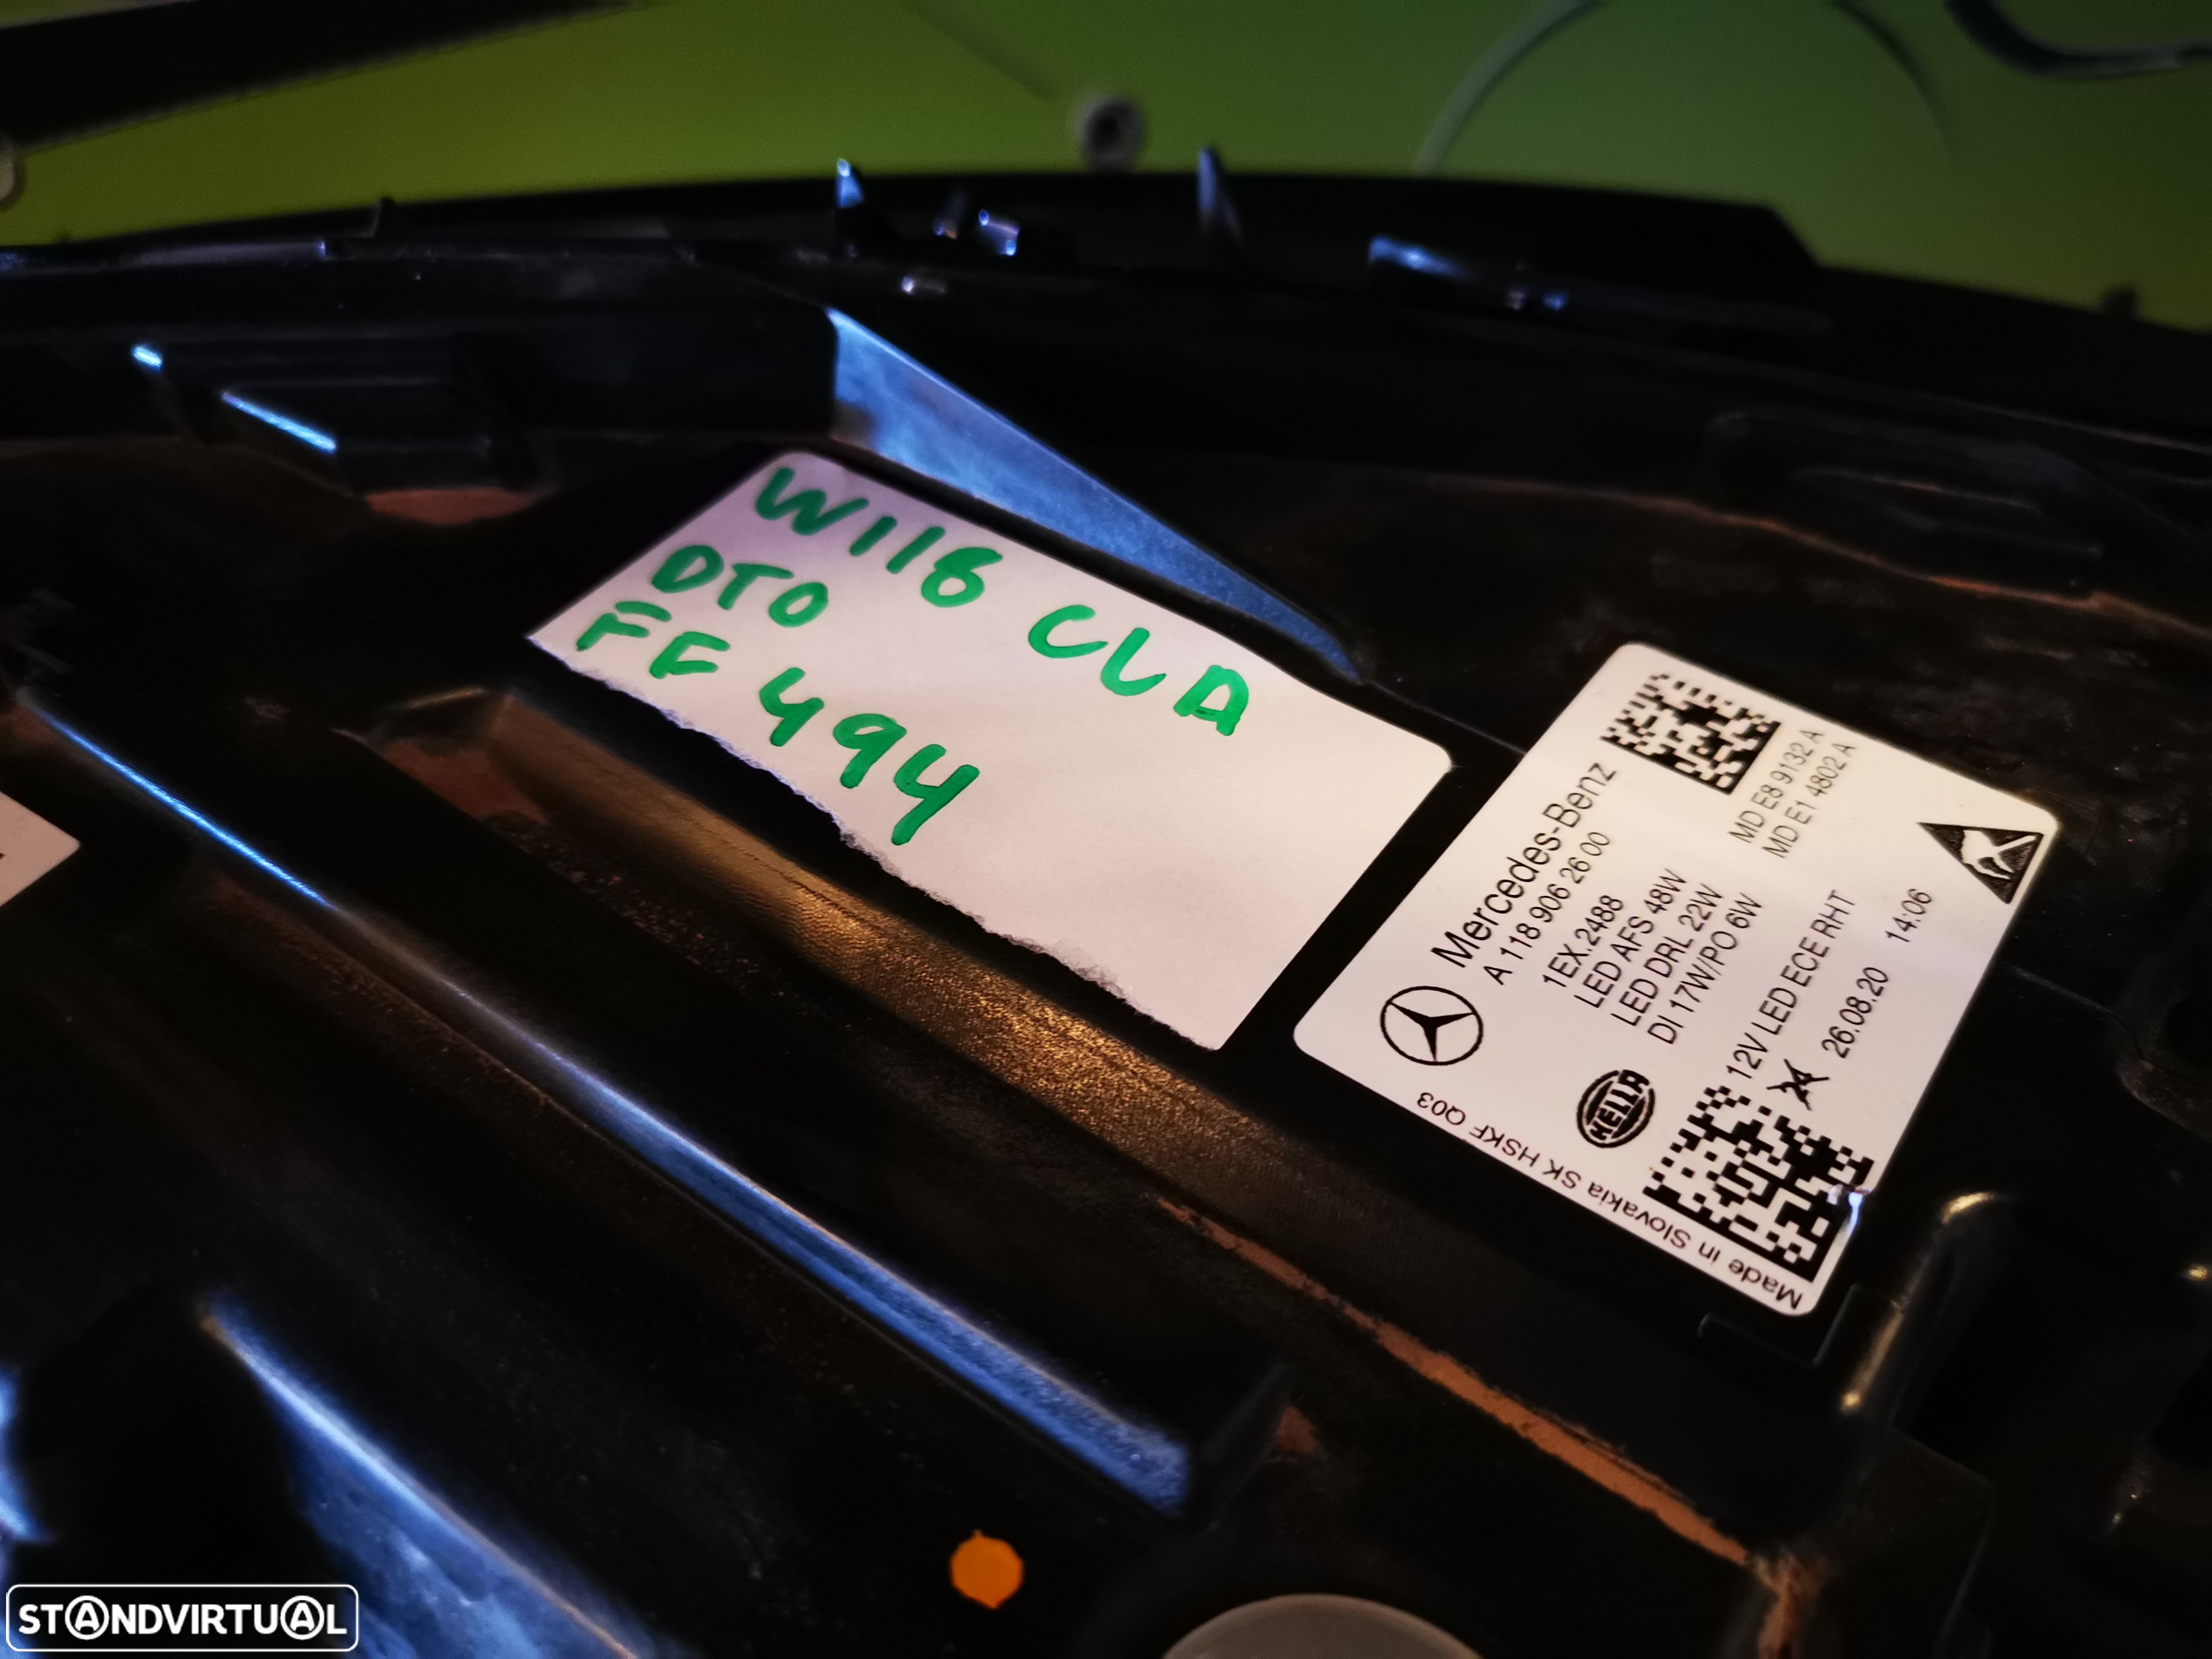 W118 CLA
DTO
FF 494
Mercedes-Benz
A 118 906 26 00
1EX.2488
LED AFS 48W
LED DRL 22W
DI 17W/PO 6W
MD E8 9132 A
MD E1 4802 A
12V LED ECE RHT
26.08.20 14:06
HELLA
Made in Slovakia SK HSKF Q03
STANDVIRTUAL